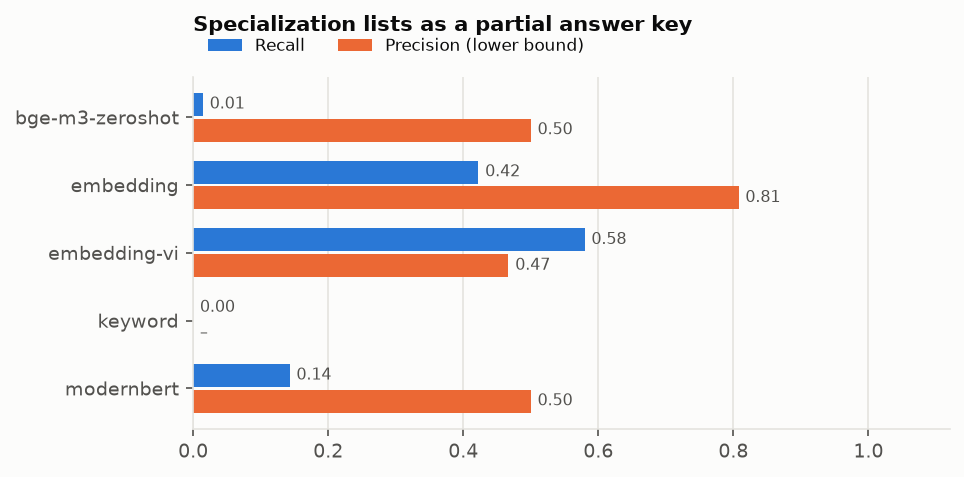 Specialization lists as a partial answer key
Recall Precision (lower bound)
bge-m3-zeroshot
0.01
0.50
embedding
0.42
0.81
embedding-vi
0.58
0.47
keyword
0.00
–
modernbert
0.14
0.50
0.0 0.2 0.4 0.6 0.8 1.0